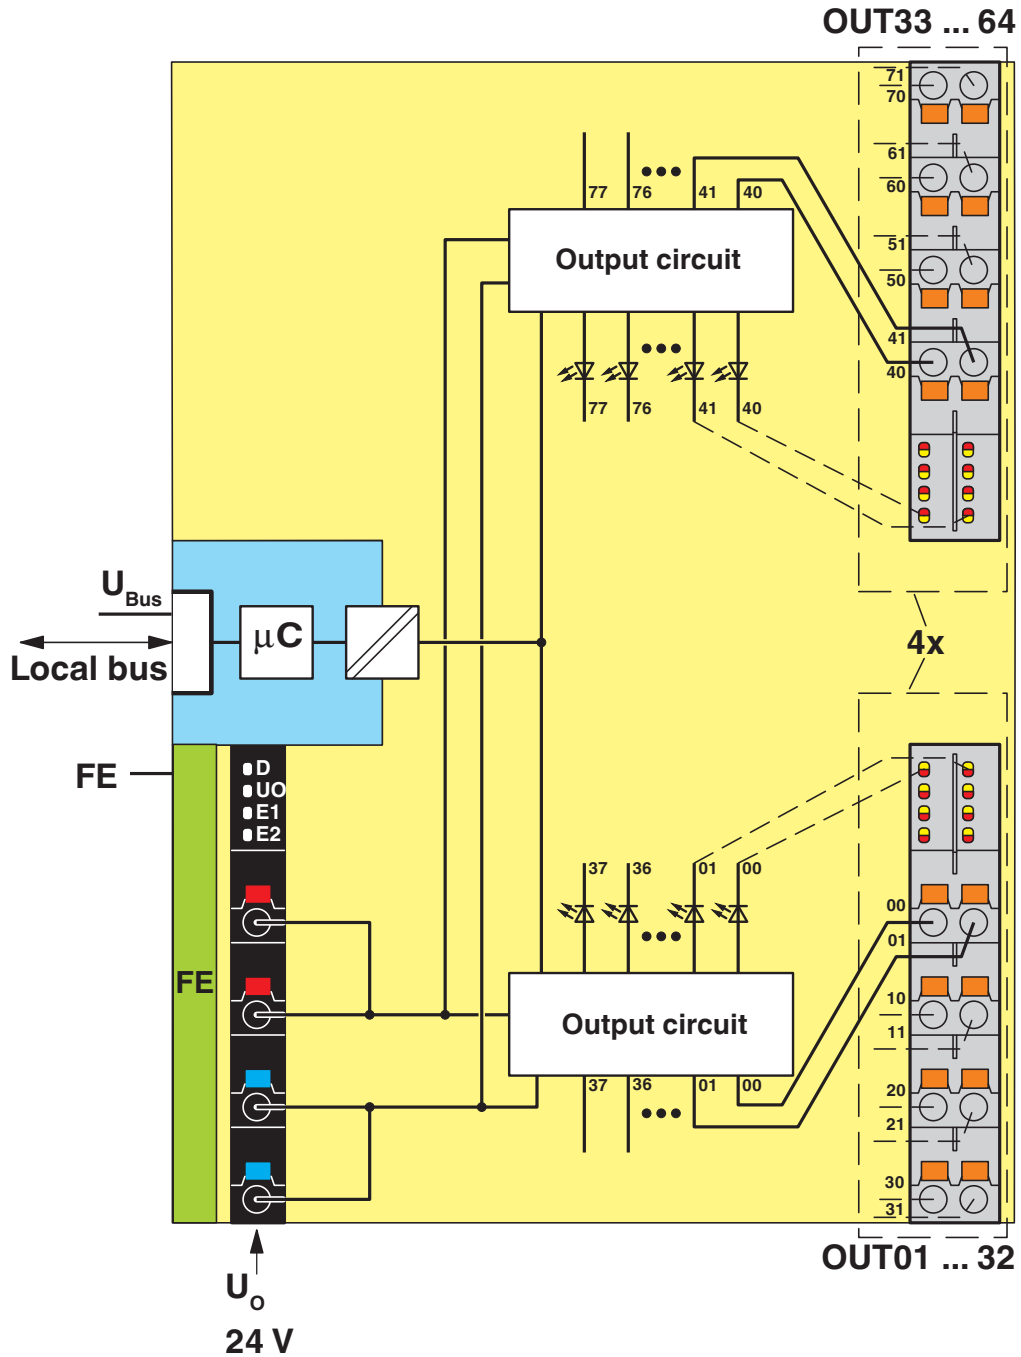 OUT33 ... 64
71
70
61
60
51
50
41
40
77 76 41 40
Output circuit
77 76 41 40
U Bus
µC
Local bus
4x
FE
D
UO
E1
E2
FE
37 36 01 00
Output circuit
37 36 01 00
00
01
10
11
20
21
30
31
OUT01 ... 32
UO
24 V